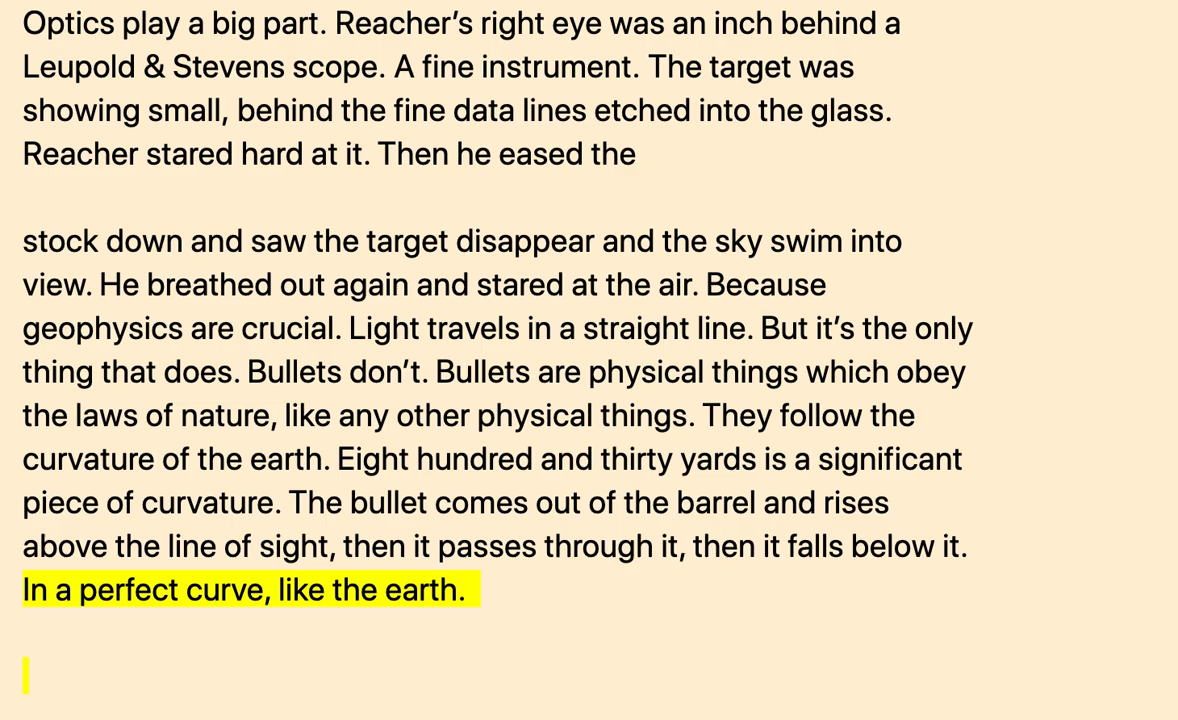 Optics play a big part. Reacher’s right eye was an inch behind a
Leupold & Stevens scope. A fine instrument. The target was
showing small, behind the fine data lines etched into the glass.
Reacher stared hard at it. Then he eased the
stock down and saw the target disappear and the sky swim into
view. He breathed out again and stared at the air. Because
geophysics are crucial. Light travels in a straight line. But it’s the only
thing that does. Bullets don’t. Bullets are physical things which obey
the laws of nature, like any other physical things. They follow the
curvature of the earth. Eight hundred and thirty yards is a significant
piece of curvature. The bullet comes out of the barrel and rises
above the line of sight, then it passes through it, then it falls below it.
In a perfect curve, like the earth.